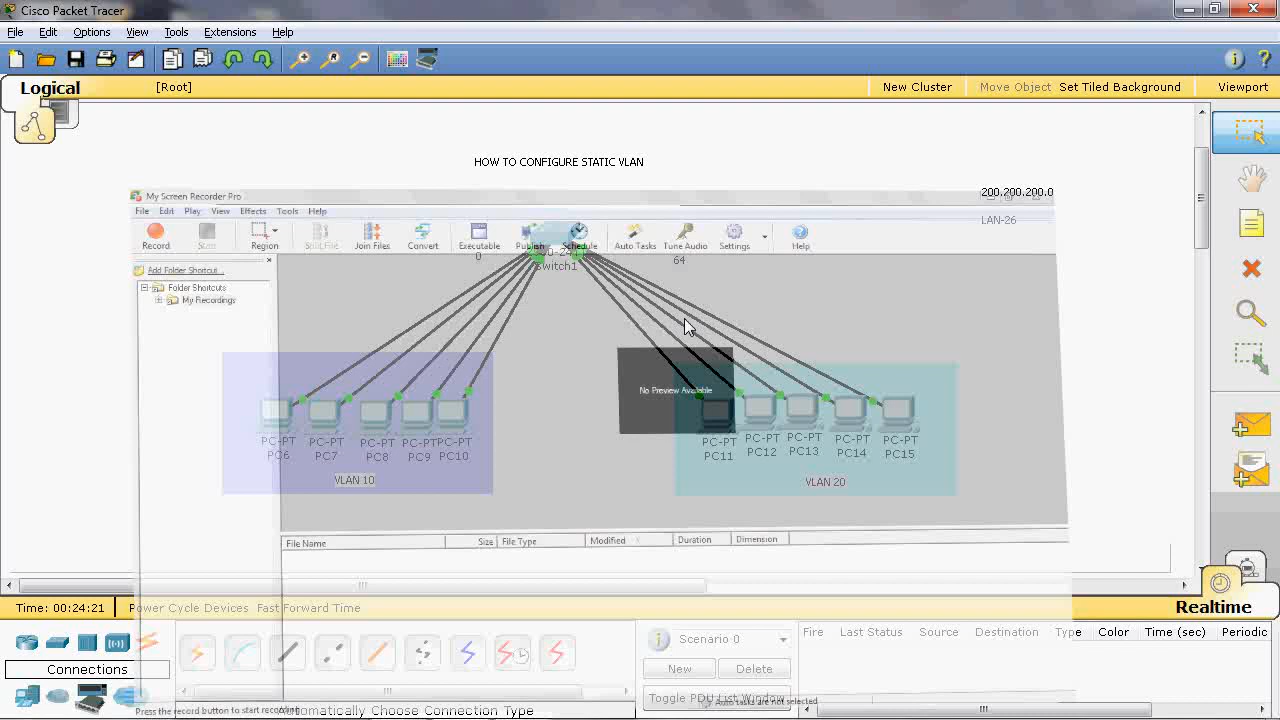 Cisco Packet Tracer
File Edit Options View Tools Extensions Help
Logical
[Root]
New Cluster
Move Object
Set Tiled Background
Viewport
HOW TO CONFIGURE STATIC VLAN
My Screen Recorder Pro
200.200.200.0
File Edit Play View Effects Tools Help
LAN-26
Record
Region
Split File
Join Files
Convert
Executable
Publish
Schedule
Auto Tasks
Tune Audio
Settings
Help
0
64
Switch1
Add Folder Shortcut...
Folder Shortcuts
My Recordings
No Preview Available
PC-PT
PC6
PC-PT
PC7
PC-PT
PC8
PC-PT
PC9
PC-PT
PC10
PC-PT
PC11
PC-PT
PC12
PC-PT
PC13
PC-PT
PC14
PC-PT
PC15
VLAN 10
VLAN 20
File Name
Size
File Type
Modified
Duration
Dimension
Time: 00:24:21
Power Cycle Devices
Fast Forward Time
Realtime
Connections
Scenario 0
New
Delete
Toggle PDU List Window
Fire
Last Status
Source
Destination
Type
Color
Time (sec)
Periodic
Auto tasks are not selected
Press the record button to start recording
Automatically Choose Connection Type